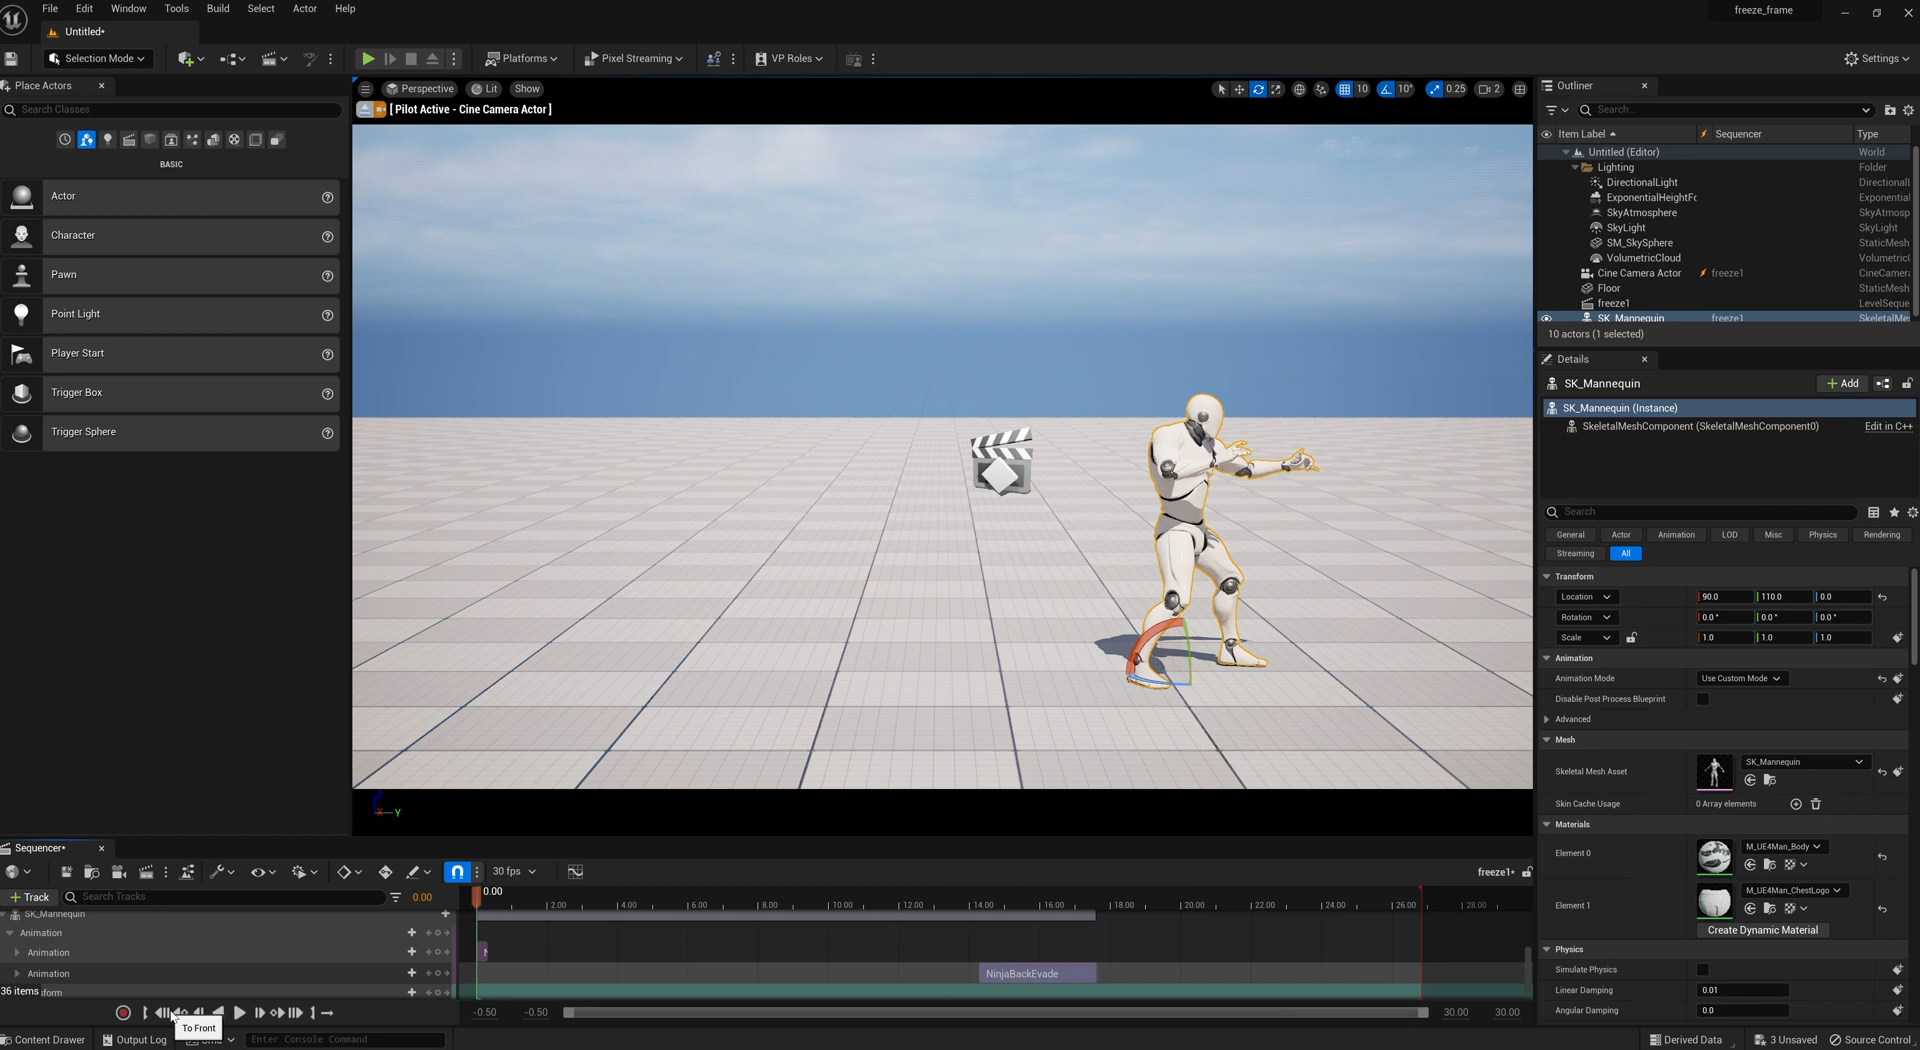 File Edit Window Tools Build Select Actor Help
freeze_frame
Untitled*
Selection Mode
Platforms
Pixel Streaming
VP Roles
Settings
Place Actors
Search Classes
BASIC
Actor
Character
Pawn
Point Light
Player Start
Trigger Box
Trigger Sphere
Perspective Lit Show
10 10° 0.25 2
[ Pilot Active - Cine Camera Actor ]
X Y
Outliner
Search...
Item Label Sequencer Type
Untitled (Editor) World
Lighting Folder
DirectionalLight Directionall
ExponentialHeightFc Exponential
SkyAtmosphere SkyAtmosp
SkyLight SkyLight
SM_SkySphere StaticMesh
VolumetricCloud Volumetric
Cine Camera Actor freeze1 CineCamera
Floor StaticMesh
freeze1 LevelSeque
SK_Mannequin freeze1 SkeletalMe
10 actors (1 selected)
Details
SK_Mannequin
Add
SK_Mannequin (Instance)
SkeletalMeshComponent (SkeletalMeshComponent0) Edit in C++
Search
General Actor Animation LOD Misc Physics Rendering
Streaming All
Transform
Location 90.0 110.0 0.0
Rotation 0.0° 0.0° 0.0°
Scale 1.0 1.0 1.0
Animation
Animation Mode Use Custom Mode
Disable Post Process Blueprint
Advanced
Mesh
Skeletal Mesh Asset SK_Mannequin
Skin Cache Usage 0 Array elements
Materials
Element 0 M_UE4Man_Body
Element 1 M_UE4Man_ChestLogo
Create Dynamic Material
Physics
Simulate Physics
Linear Damping 0.01
Angular Damping 0.0
Sequencer*
30 fps
freeze1*
+ Track
Search Tracks
0.00
0.00
2.00 4.00 6.00 8.00 10.00 12.00 14.00 16.00 18.00 20.00 22.00 24.00 26.00 28.00
SK_Mannequin
Animation
Animation
Animation
NinjaBackEvade
36 items
form
-0.50 -0.50 30.00 30.00
To Front
Content Drawer
Output Log
Enter Console Command
Derived Data
3 Unsaved
Source Control